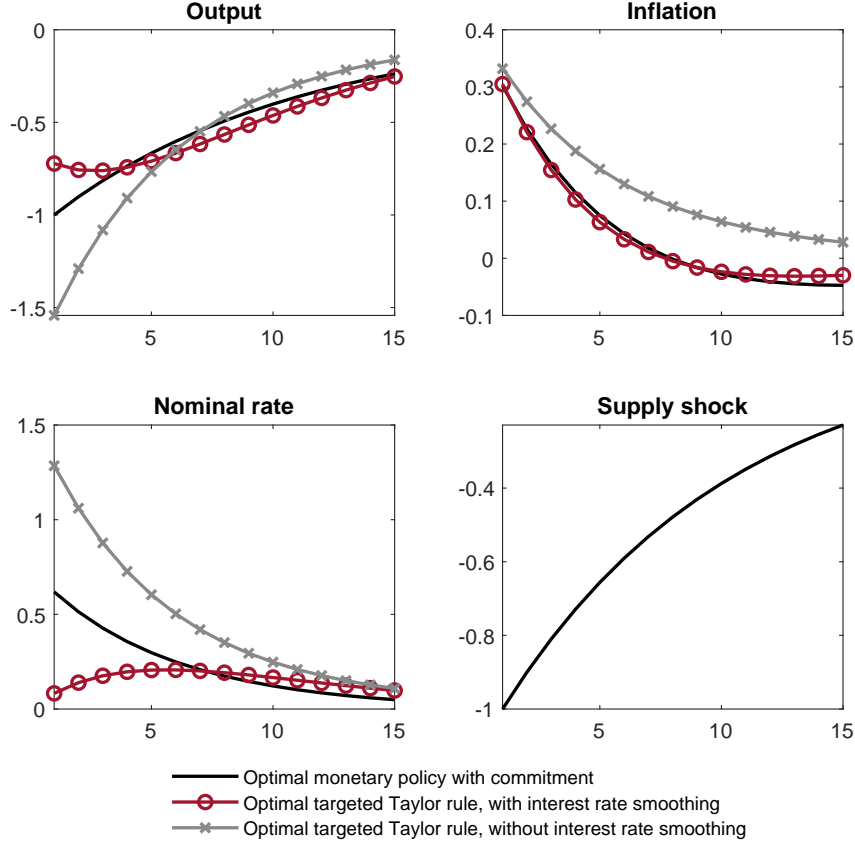 Output
0
-0.5
-1
-1.5
5 10 15
Inflation
0.4
0.3
0.2
0.1
0
-0.1
5 10 15
Nominal rate
1.5
1
0.5
0
5 10 15
Supply shock
-0.4
-0.6
-0.8
-1
5 10 15
Optimal monetary policy with commitment
Optimal targeted Taylor rule, with interest rate smoothing
Optimal targeted Taylor rule, without interest rate smoothing